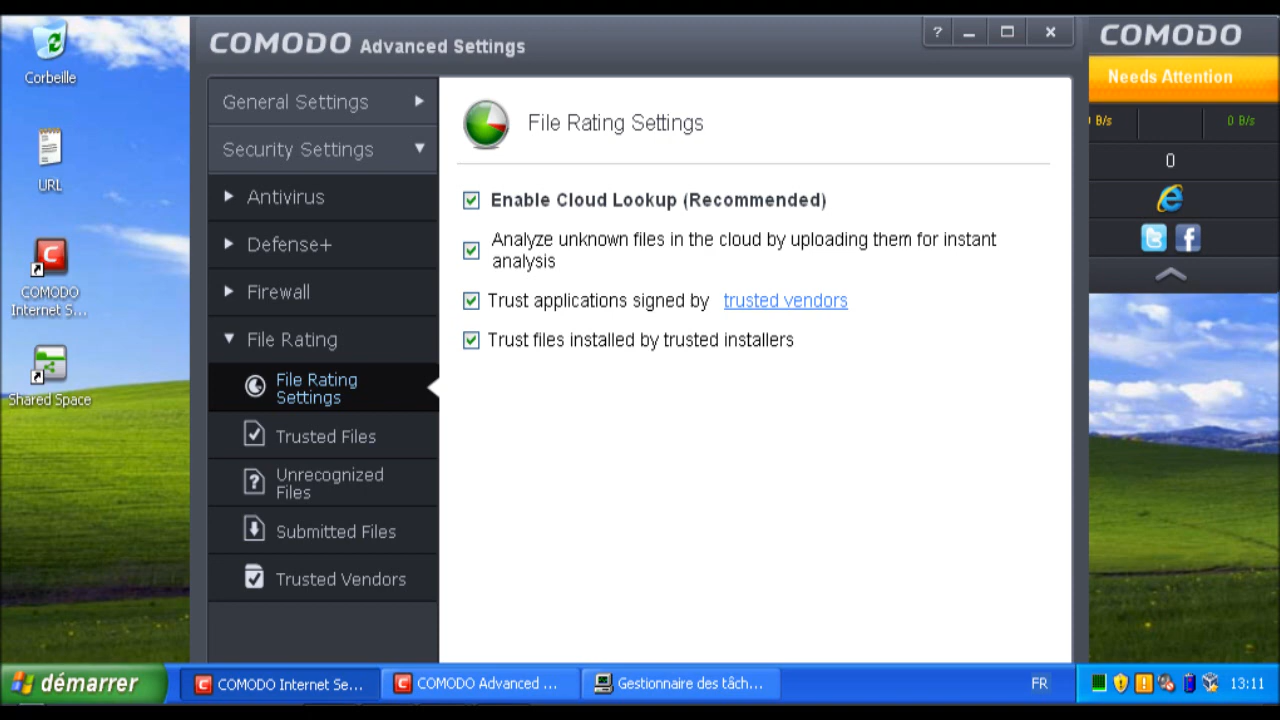 Corbeille
URL
COMODO
Internet S...
Shared Space
COMODO Advanced Settings
?
General Settings
Security Settings
Antivirus
Defense+
Firewall
File Rating
File Rating
Settings
Trusted Files
Unrecognized
Files
Submitted Files
Trusted Vendors
File Rating Settings
Enable Cloud Lookup (Recommended)
Analyze unknown files in the cloud by uploading them for instant
analysis
Trust applications signed by trusted vendors
Trust files installed by trusted installers
COMODO
Needs Attention
B/s
0 B/s
0
démarrer
COMODO Internet Se...
COMODO Advanced ...
Gestionnaire des tâch...
FR
13:11